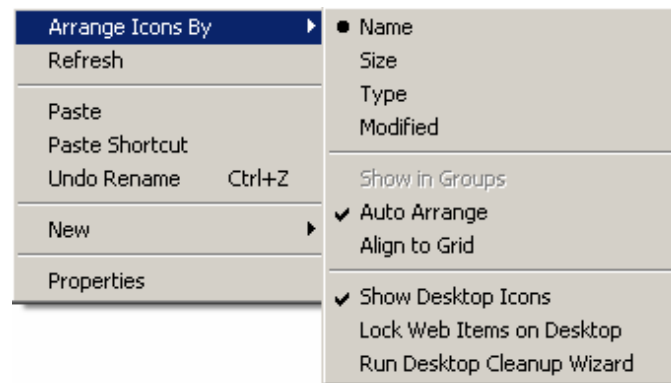 Arrange Icons By
Refresh
Paste
Paste Shortcut
Undo Rename Ctrl+Z
New
Properties
Name
Size
Type
Modified
Show in Groups
Auto Arrange
Align to Grid
Show Desktop Icons
Lock Web Items on Desktop
Run Desktop Cleanup Wizard